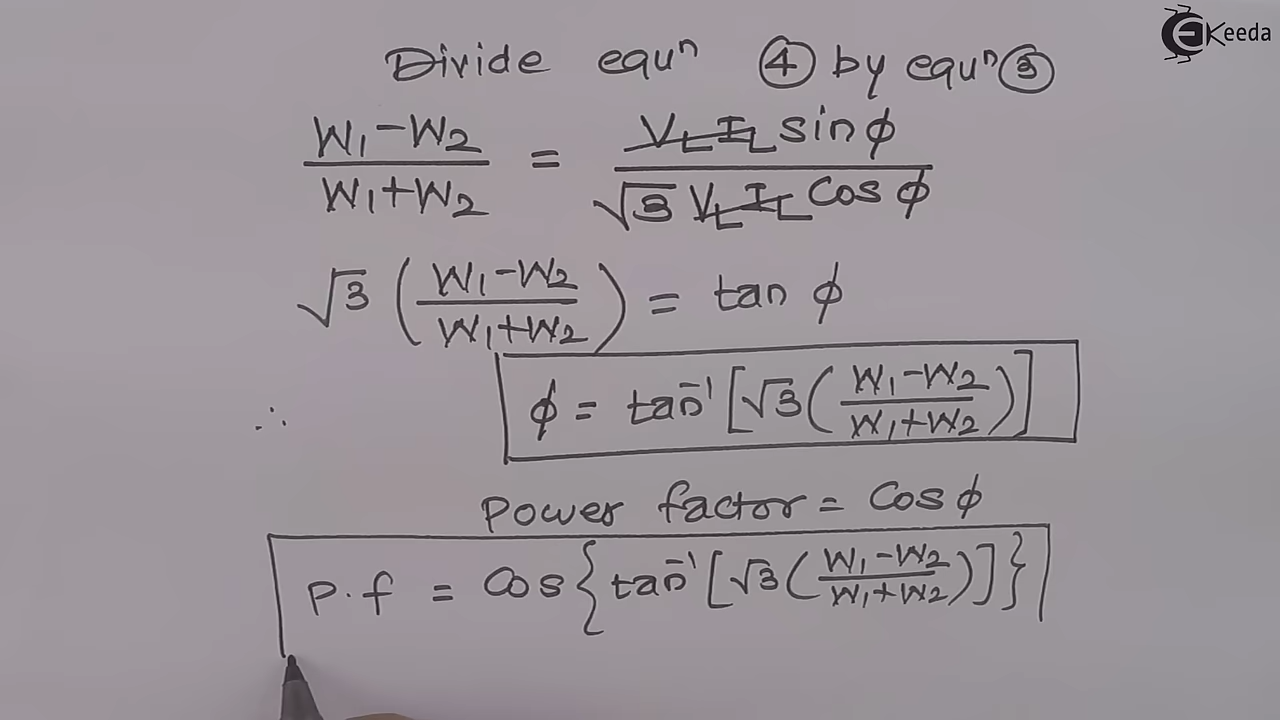 Keeda
Divide equⁿ ④ by equⁿ ③
(W₁-W₂)/(W₁+W₂) = (V_L I_L sin ϕ)/(√3 V_L I_L Cos ϕ)
√3 ((W₁-W₂)/(W₁+W₂)) = tan ϕ
∴ ϕ = tan⁻¹ [√3 ((W₁-W₂)/(W₁+W₂))]
Power factor = Cos ϕ
P.f = Cos {tan⁻¹ [√3 ((W₁-W₂)/(W₁+W₂))]}